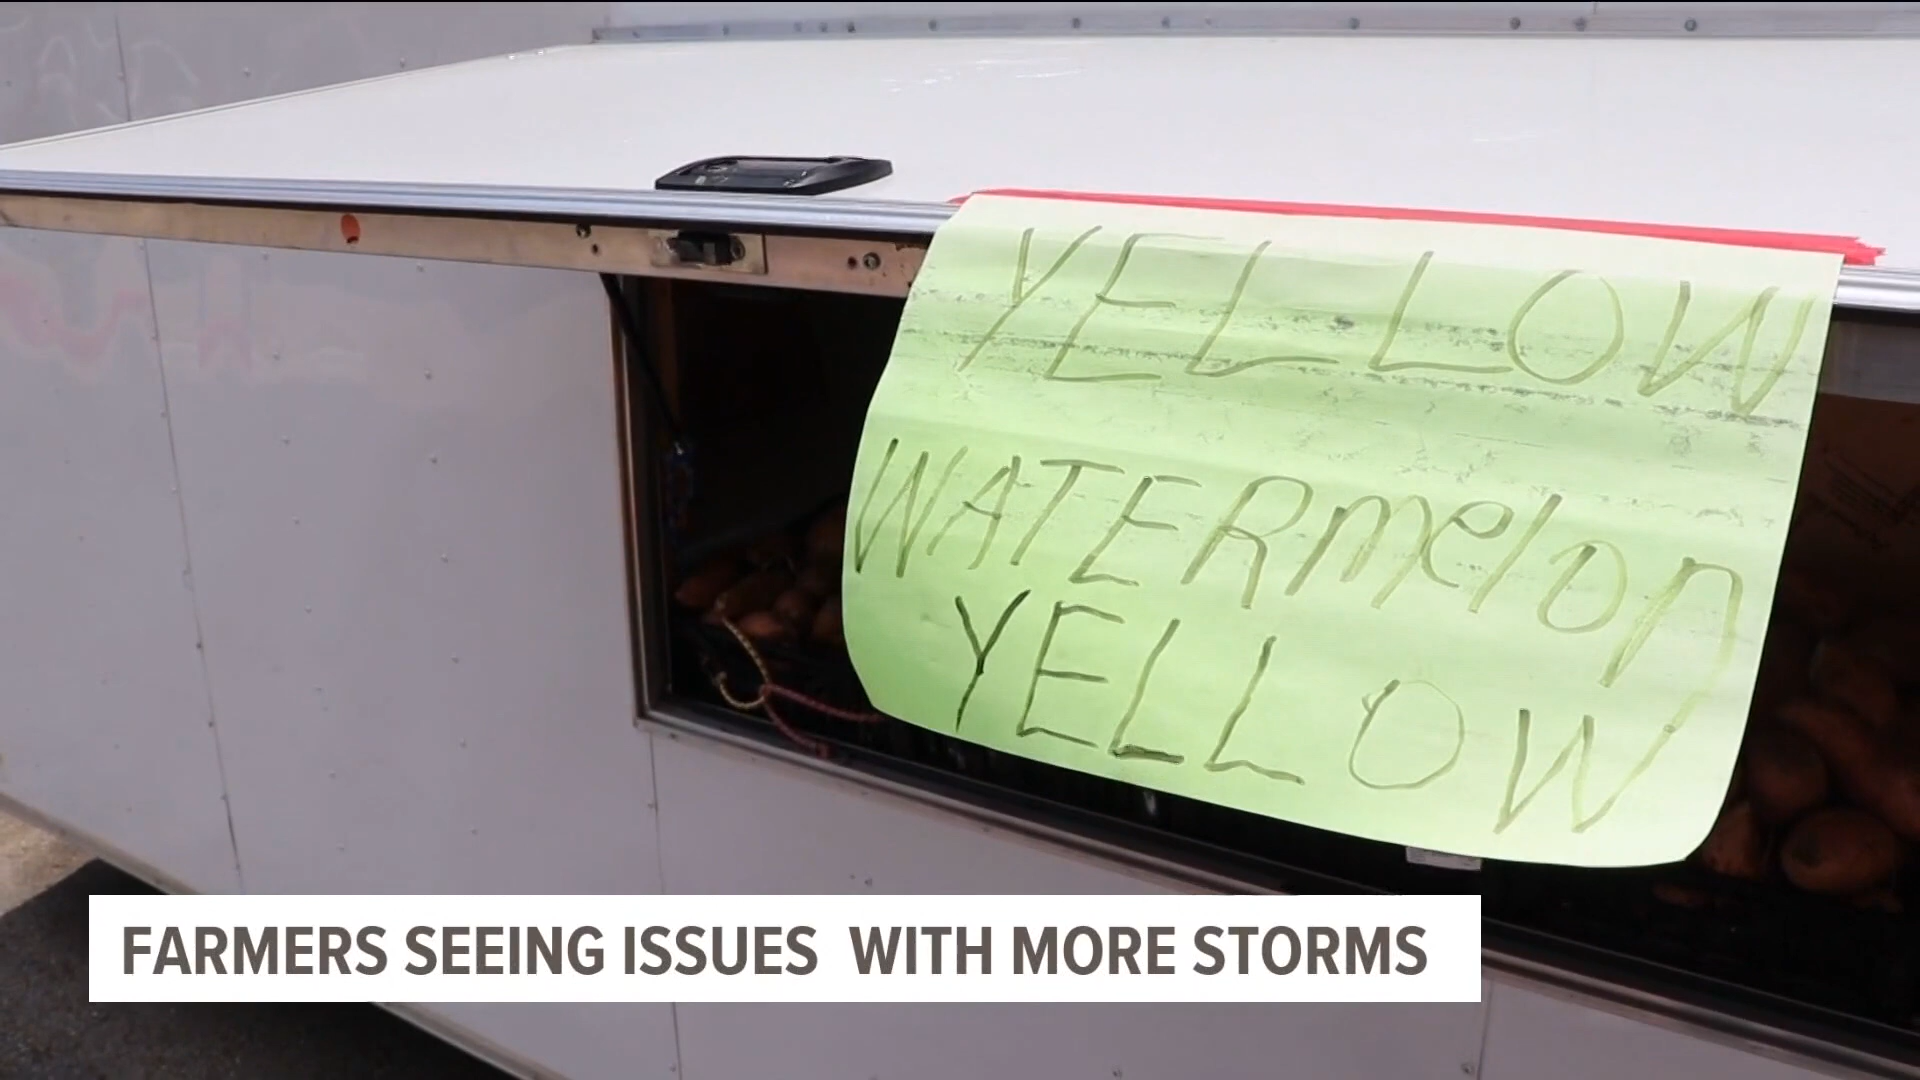 YELLOW
WATERmelon
YELLOW
FARMERS SEEING ISSUES  WITH MORE STORMS